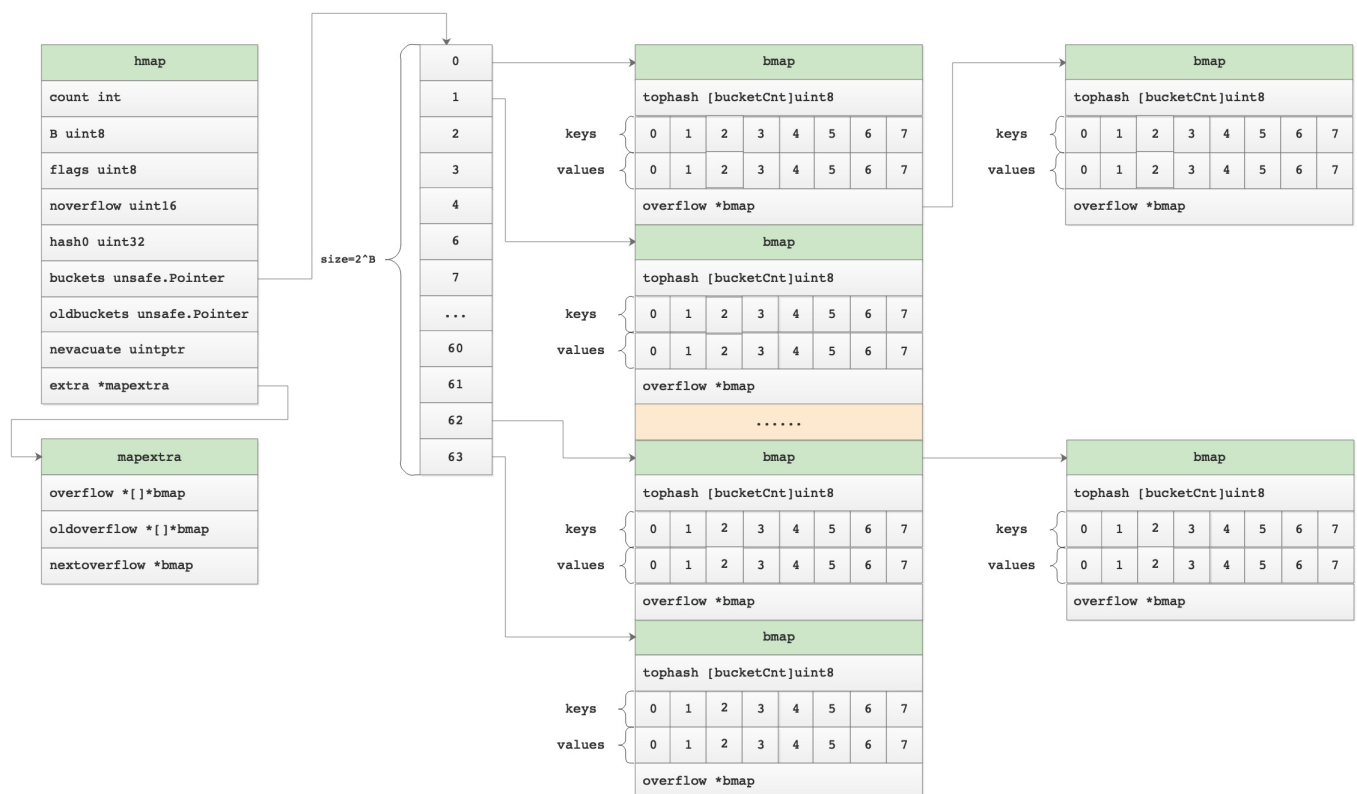 hmap
count int
B uint8
flags uint8
noverflow uint16
hash0 uint32
buckets unsafe.Pointer
oldbuckets unsafe.Pointer
nevacuate uintptr
extra *mapextra
mapextra
overflow *[]*bmap
oldoverflow *[]*bmap
nextoverflow *bmap
size=2^B
0
1
2
3
4
6
7
...
60
61
62
63
bmap
tophash [bucketCnt]uint8
keys 0 1 2 3 4 5 6 7
values 0 1 2 3 4 5 6 7
overflow *bmap
bmap
tophash [bucketCnt]uint8
keys 0 1 2 3 4 5 6 7
values 0 1 2 3 4 5 6 7
overflow *bmap
......
bmap
tophash [bucketCnt]uint8
keys 0 1 2 3 4 5 6 7
values 0 1 2 3 4 5 6 7
overflow *bmap
bmap
tophash [bucketCnt]uint8
keys 0 1 2 3 4 5 6 7
values 0 1 2 3 4 5 6 7
overflow *bmap
bmap
tophash [bucketCnt]uint8
keys 0 1 2 3 4 5 6 7
values 0 1 2 3 4 5 6 7
overflow *bmap
bmap
tophash [bucketCnt]uint8
keys 0 1 2 3 4 5 6 7
values 0 1 2 3 4 5 6 7
overflow *bmap